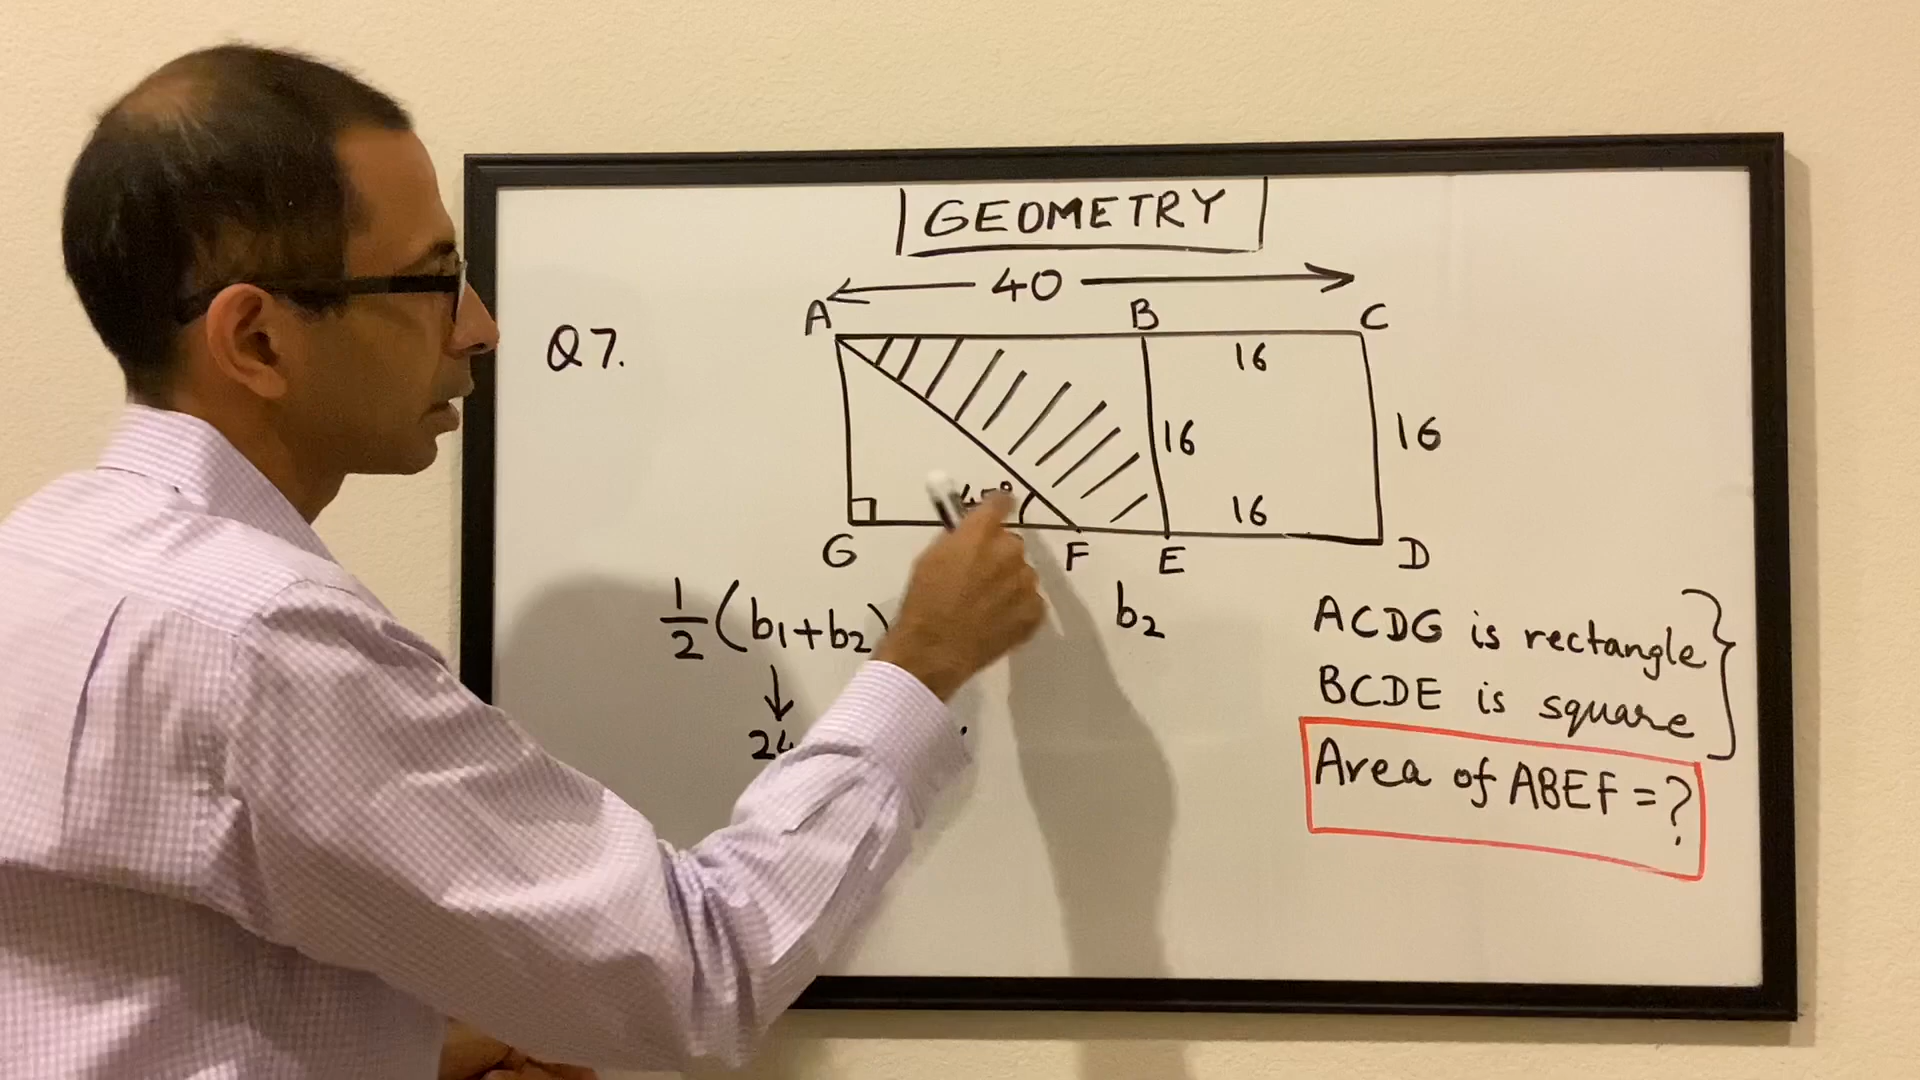 GEOMETRY
40
A B C
Q7.
16
16 16
45° 16
G F E D
1/2 (b1+b2) b2
24
ACDG is rectangle
BCDE is square
Area of ABEF = ?